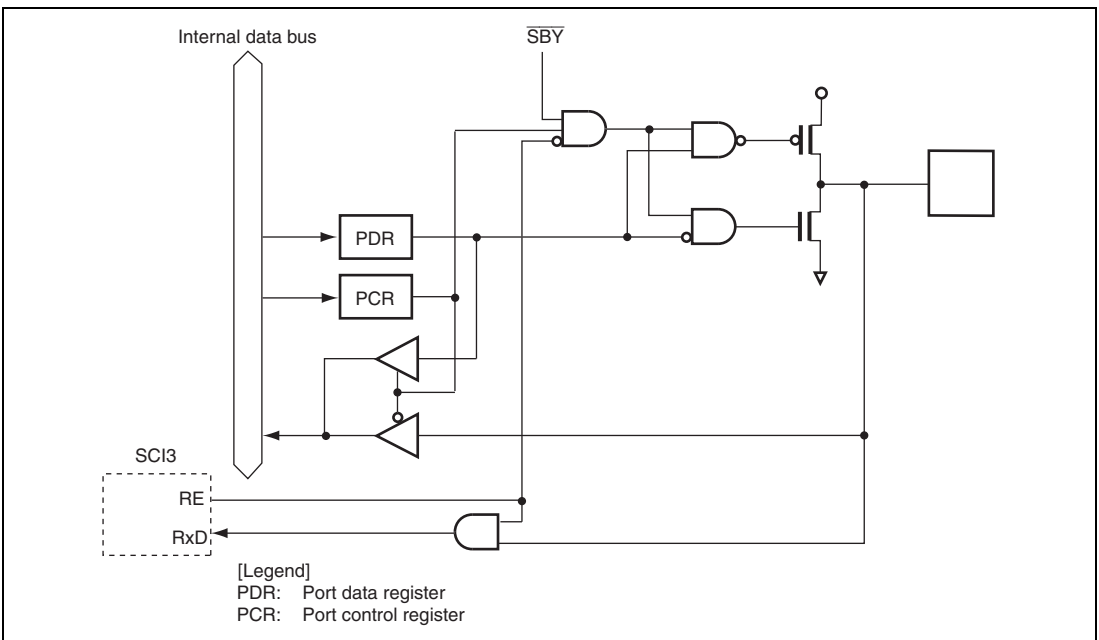 Internal data bus
SBY
PDR
PCR
SCI3
RE
RxD
[Legend]
PDR: Port data register
PCR: Port control register